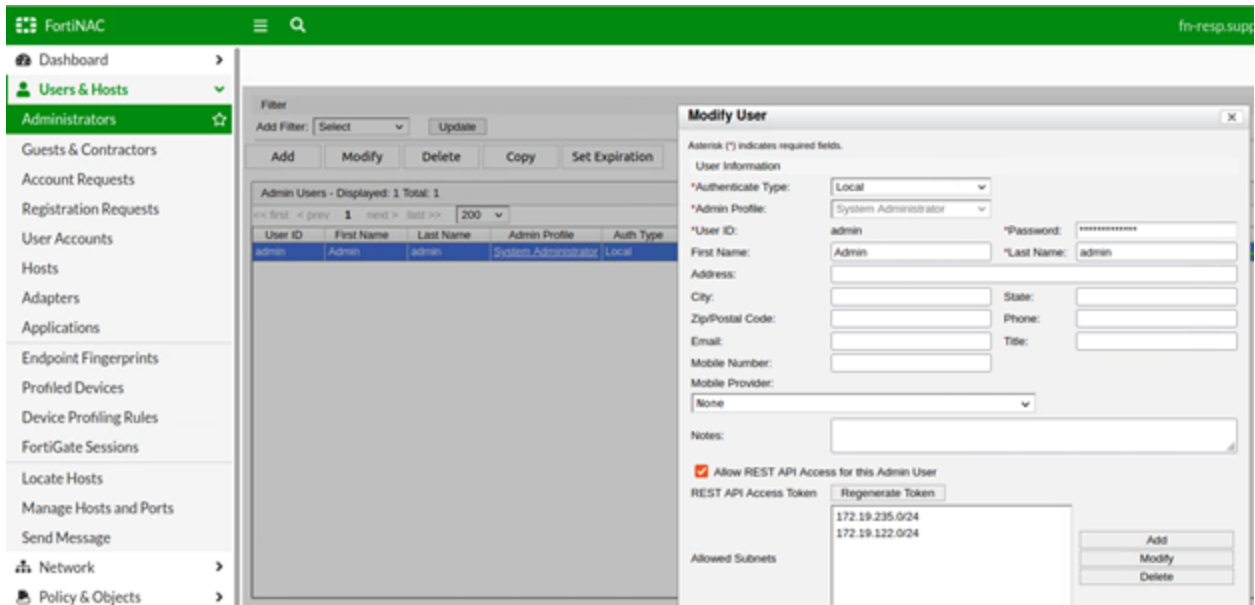 FortiNAC
fn-resp.supp
Dashboard
Users & Hosts
Administrators
Guests & Contractors
Account Requests
Registration Requests
User Accounts
Hosts
Adapters
Applications
Endpoint Fingerprints
Profiled Devices
Device Profiling Rules
FortiGate Sessions
Locate Hosts
Manage Hosts and Ports
Send Message
Network
Policy & Objects
Filter
Add Filter: Select Update
Add Modify Delete Copy Set Expiration
Admin Users - Displayed: 1 Total: 1
<< first < prev 1 next > last >> 200
User ID First Name Last Name Admin Profile Auth Type
admin Admin admin System Administrator Local
Modify User
Asterisk (*) indicates required fields.
User Information
*Authenticate Type: Local
*Admin Profile: System Administrator
*User ID: admin *Password: **************
First Name: Admin *Last Name: admin
Address:
City: State:
Zip/Postal Code: Phone:
Email: Title:
Mobile Number:
Mobile Provider:
None
Notes:
Allow REST API Access for this Admin User
REST API Access Token Regenerate Token
172.19.235.0/24
172.19.122.0/24
Allowed Subnets
Add
Modify
Delete